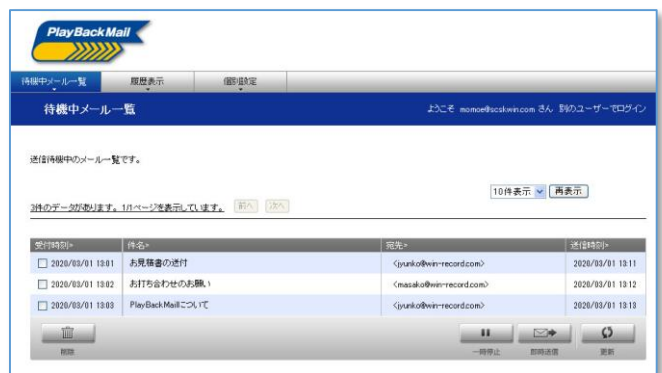 PlayBackMail
待機中メール一覧 履歴表示 個別設定
待機中メール一覧 ようこそ momoe@scskwin.com さん 別のユーザーでログイン
送信待機中のメール一覧です。
10件表示 再表示
3件のデータがあります。1/1ページを表示しています。 前へ 次へ
受付時刻> 件名> 宛先> 送信時刻>
2020/03/01 13:01 お見積書の送付 <jyunko@win-record.com> 2020/03/01 13:11
2020/03/01 13:02 お打ち合わせのお願い <masako@win-record.com> 2020/03/01 13:12
2020/03/01 13:03 PlayBackMailについて <jyunko@win-record.com> 2020/03/01 13:13
削除 一時停止 即時送信 更新